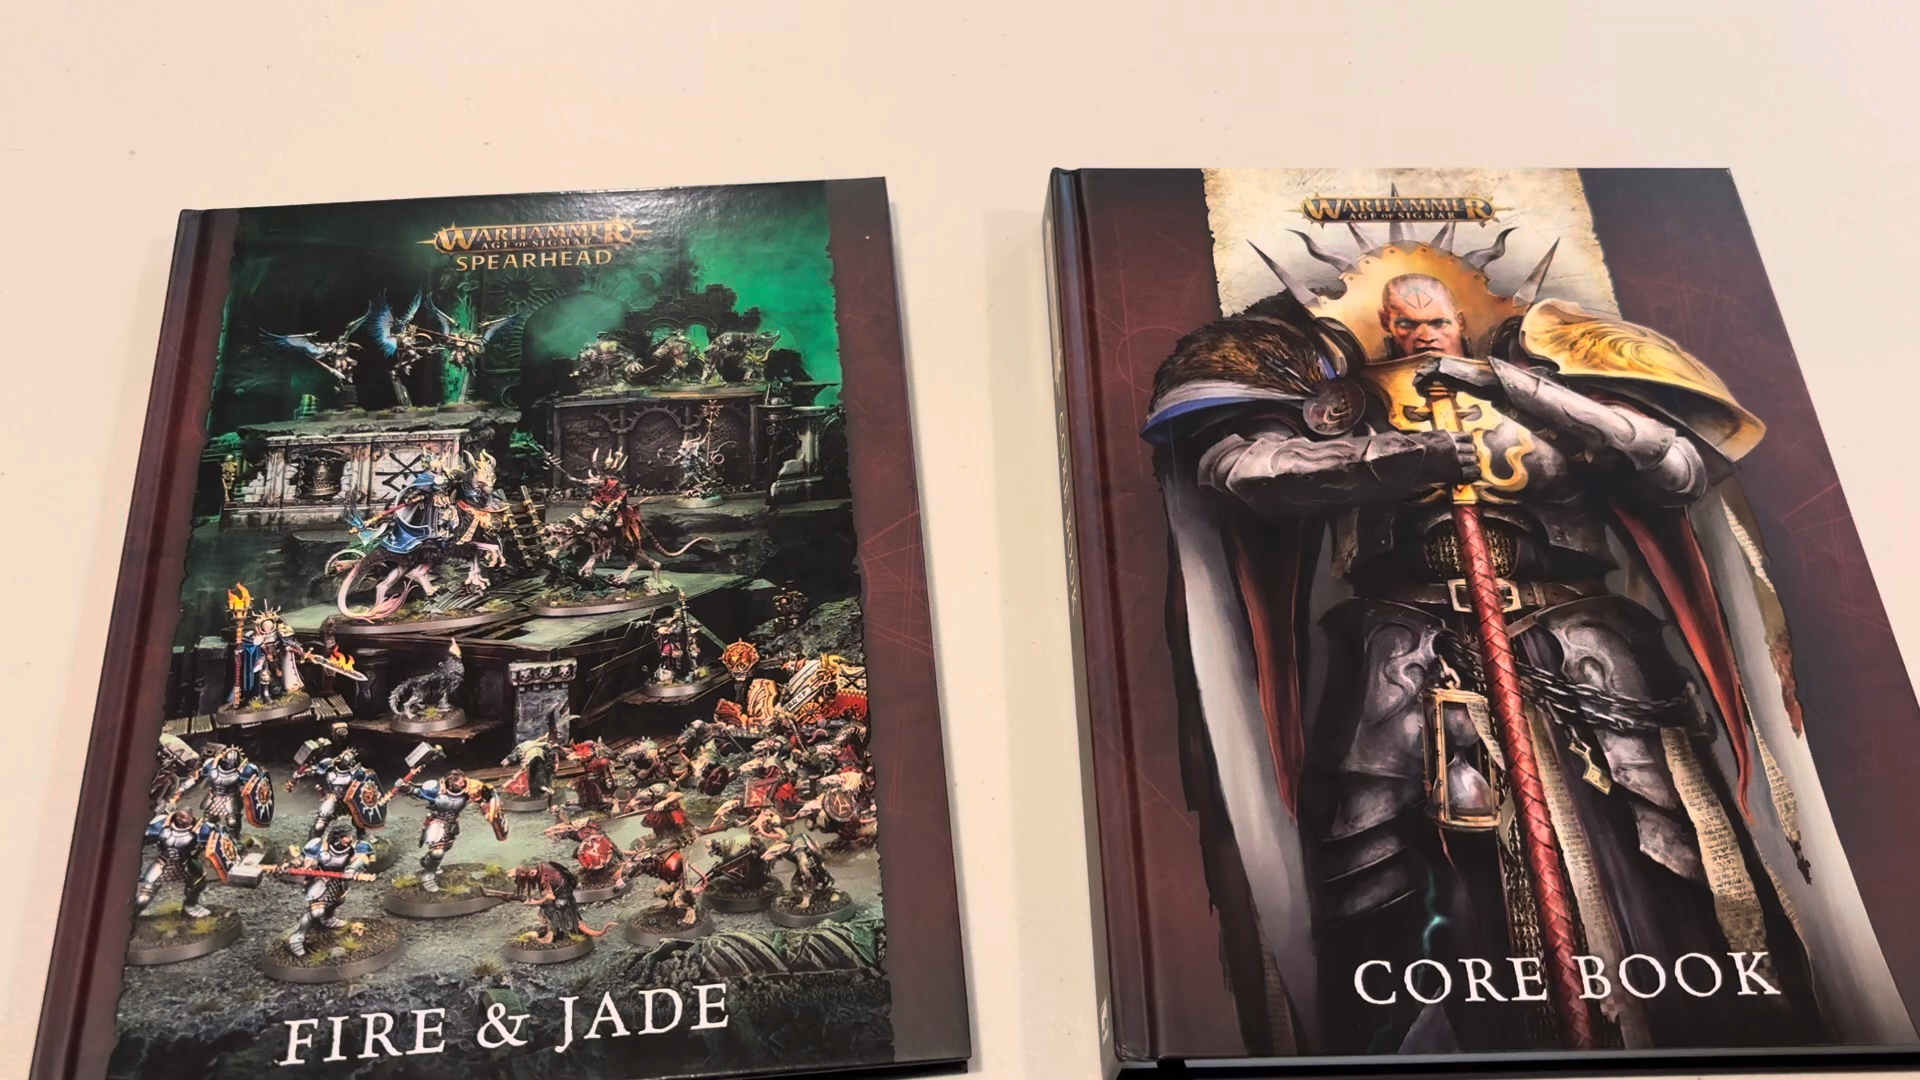 WARHAMMER
AGE OF SIGMAR
SPEARHEAD
FIRE & JADE
WARHAMMER
AGE OF SIGMAR
CORE BOOK
CORE BOOK